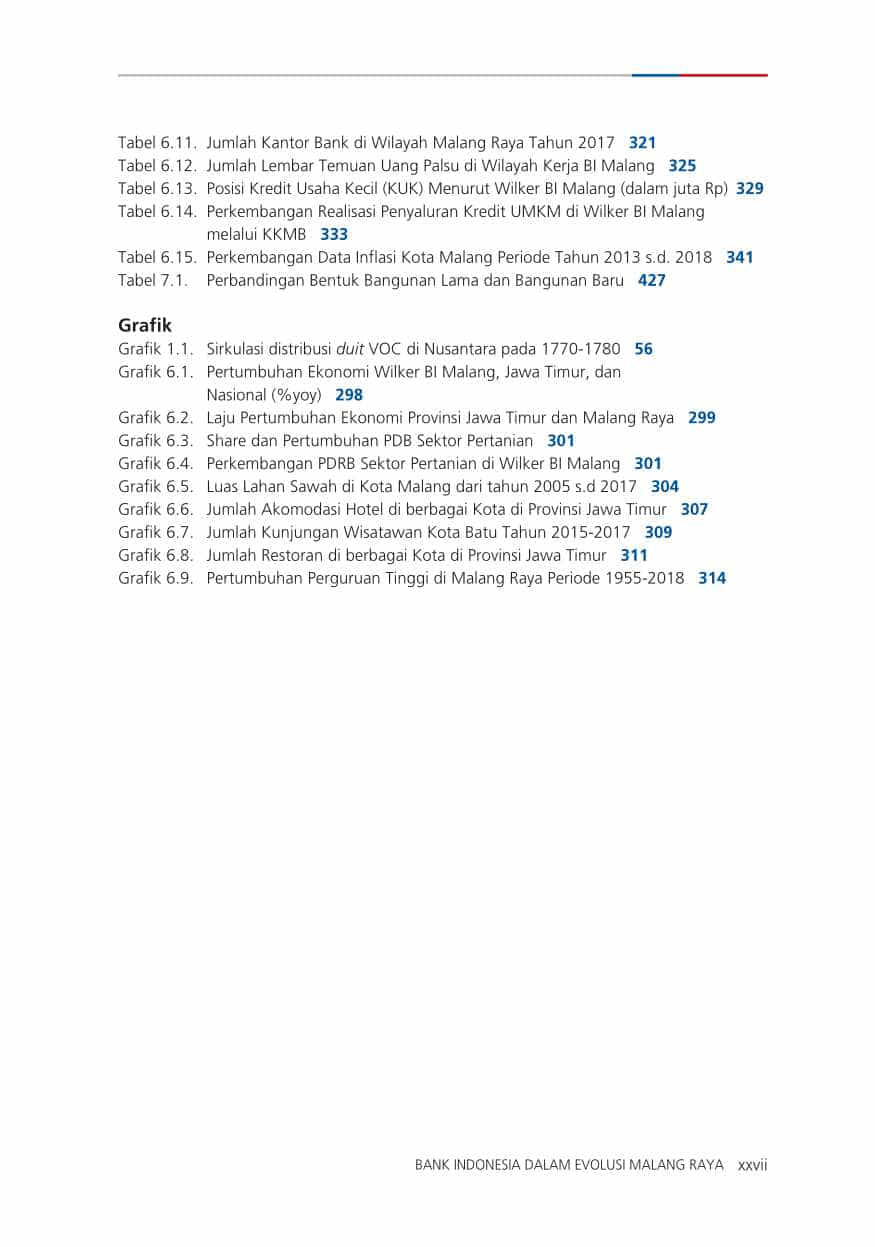 Tabel 6.11. Jumlah Kantor Bank di Wilayah Malang Raya Tahun 2017 321
Tabel 6.12. Jumlah Lembar Temuan Uang Palsu di Wilayah Kerja BI Malang 325
Tabel 6.13. Posisi Kredit Usaha Kecil (KUK) Menurut Wilker BI Malang (dalam juta Rp) 329
Tabel 6.14. Perkembangan Realisasi Penyaluran Kredit UMKM di Wilker BI Malang
melalui KKMB 333
Tabel 6.15. Perkembangan Data Inflasi Kota Malang Periode Tahun 2013 s.d. 2018 341
Tabel 7.1. Perbandingan Bentuk Bangunan Lama dan Bangunan Baru 427
Grafik
Grafik 1.1. Sirkulasi distribusi duit VOC di Nusantara pada 1770-1780 56
Grafik 6.1. Pertumbuhan Ekonomi Wilker BI Malang, Jawa Timur, dan
Nasional (%yoy) 298
Grafik 6.2. Laju Pertumbuhan Ekonomi Provinsi Jawa Timur dan Malang Raya 299
Grafik 6.3. Share dan Pertumbuhan PDB Sektor Pertanian 301
Grafik 6.4. Perkembangan PDRB Sektor Pertanian di Wilker BI Malang 301
Grafik 6.5. Luas Lahan Sawah di Kota Malang dari tahun 2005 s.d 2017 304
Grafik 6.6. Jumlah Akomodasi Hotel di berbagai Kota di Provinsi Jawa Timur 307
Grafik 6.7. Jumlah Kunjungan Wisatawan Kota Batu Tahun 2015-2017 309
Grafik 6.8. Jumlah Restoran di berbagai Kota di Provinsi Jawa Timur 311
Grafik 6.9. Pertumbuhan Perguruan Tinggi di Malang Raya Periode 1955-2018 314
BANK INDONESIA DALAM EVOLUSI MALANG RAYA xxvii